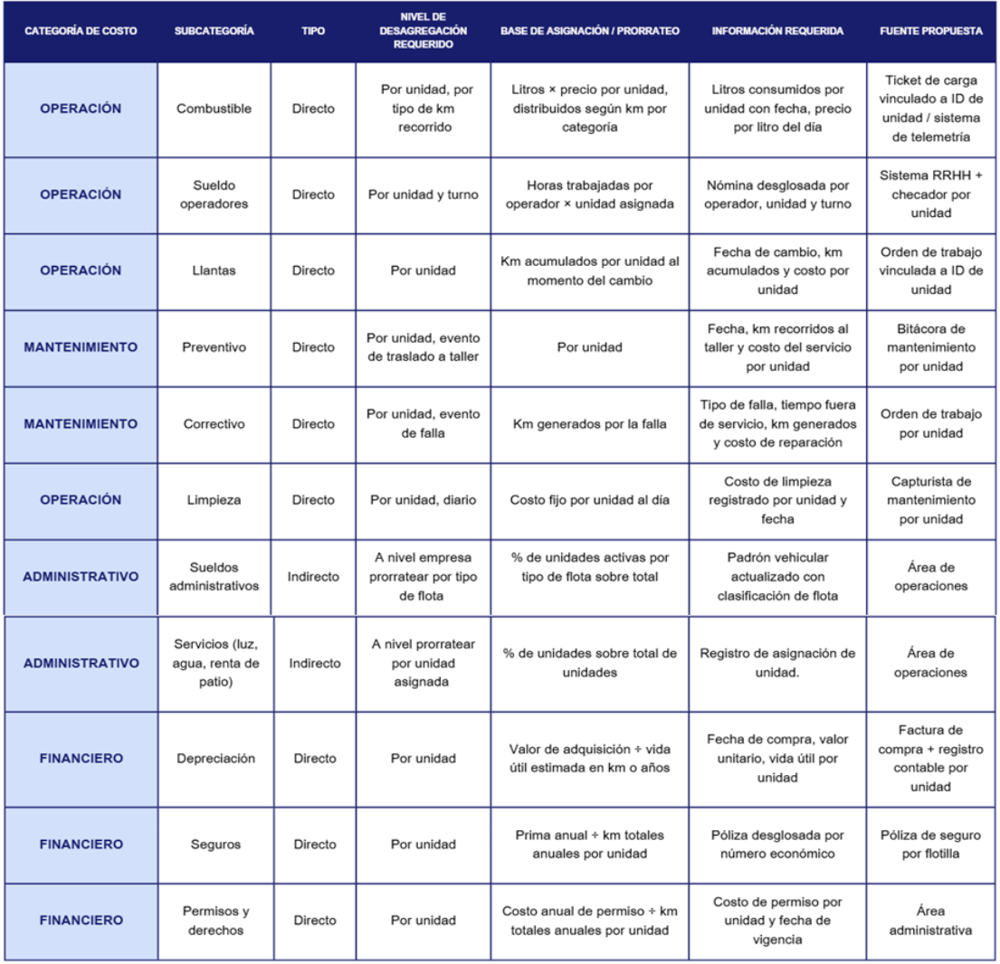 CATEGORÍA DE COSTO
SUBCATEGORÍA
TIPO
NIVEL DE
DESAGREGACIÓN
REQUERIDO
BASE DE ASIGNACIÓN / PRORRATEO
INFORMACIÓN REQUERIDA
FUENTE PROPUESTA
OPERACIÓN
Combustible
Directo
Por unidad, por
tipo de km
recorrido
Litros × precio por unidad,
distribuidos según km por
categoría
Litros consumidos por
unidad con fecha, precio
por litro del día
Ticket de carga
vinculado a ID de
unidad / sistema
de telemetría
OPERACIÓN
Sueldo
operadores
Directo
Por unidad y turno
Horas trabajadas por
operador × unidad asignada
Nómina desglosada por
operador, unidad y turno
Sistema RRHH +
checador por
unidad
OPERACIÓN
Llantas
Directo
Por unidad
Km acumulados por unidad al
momento del cambio
Fecha de cambio, km
acumulados y costo por
unidad
Orden de trabajo
vinculada a ID de
unidad
MANTENIMIENTO
Preventivo
Directo
Por unidad, evento
de traslado a taller
Por unidad
Fecha, km recorridos al
taller y costo del servicio
por unidad
Bitácora de
mantenimiento
por unidad
MANTENIMIENTO
Correctivo
Directo
Por unidad, evento
de falla
Km generados por la falla
Tipo de falla, tiempo fuera
de servicio, km generados
y costo de reparación
Orden de trabajo
por unidad
OPERACIÓN
Limpieza
Directo
Por unidad, diario
Costo fijo por unidad al día
Costo de limpieza
registrado por unidad y
fecha
Capturista de
mantenimiento
por unidad
ADMINISTRATIVO
Sueldos
administrativos
Indirecto
A nivel empresa
prorratear por tipo
de flota
% de unidades activas por
tipo de flota sobre total
Padrón vehicular
actualizado con
clasificación de flota
Área de
operaciones
ADMINISTRATIVO
Servicios (luz,
agua, renta de
patio)
Indirecto
A nivel prorratear
por unidad
asignada
% de unidades sobre total de
unidades
Registro de asignación de
unidad.
Área de
operaciones
FINANCIERO
Depreciación
Directo
Por unidad
Valor de adquisición ÷ vida
útil estimada en km o años
Fecha de compra, valor
unitario, vida útil por
unidad
Factura de
compra + registro
contable por
unidad
FINANCIERO
Seguros
Directo
Por unidad
Prima anual ÷ km totales
anuales por unidad
Póliza desglosada por
número económico
Póliza de seguro
por flotilla
FINANCIERO
Permisos y
derechos
Directo
Por unidad
Costo anual de permiso ÷ km
totales anuales por unidad
Costo de permiso por
unidad y fecha de
vigencia
Área
administrativa